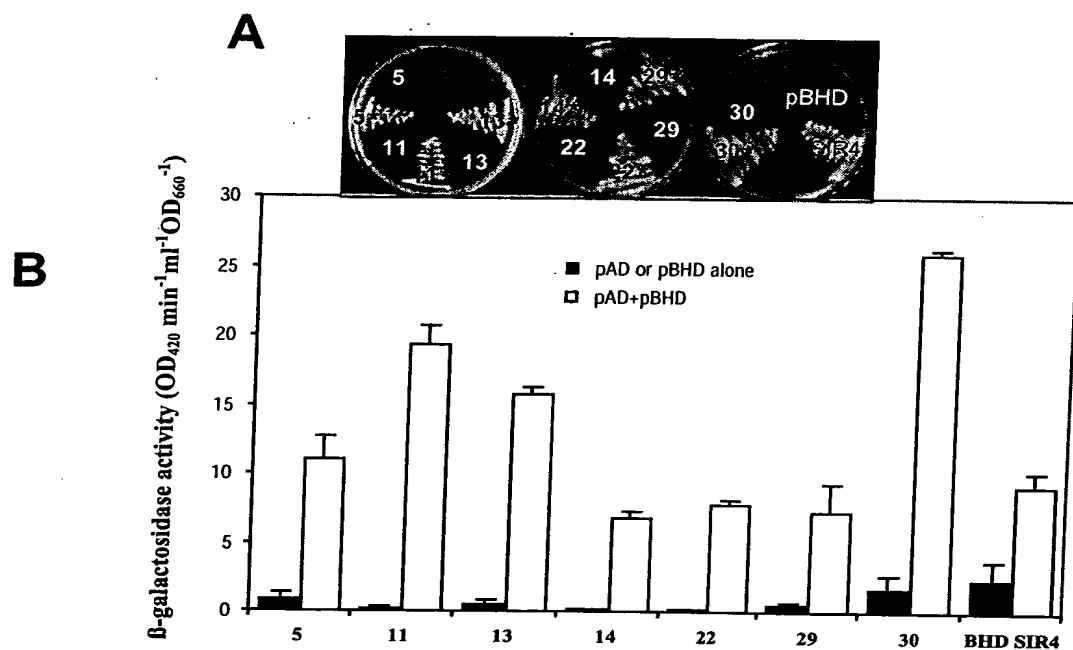 A
5 14 29+ 30 pBHD
5+
11 13 22 29 30+ SIR4
22+
B
ß-galactosidase activity (OD420 min-1ml-1OD660-1)
30
25
20
15
10
5
0
pAD or pBHD alone
pAD+pBHD
5 11 13 14 22 29 30 BHD SIR4